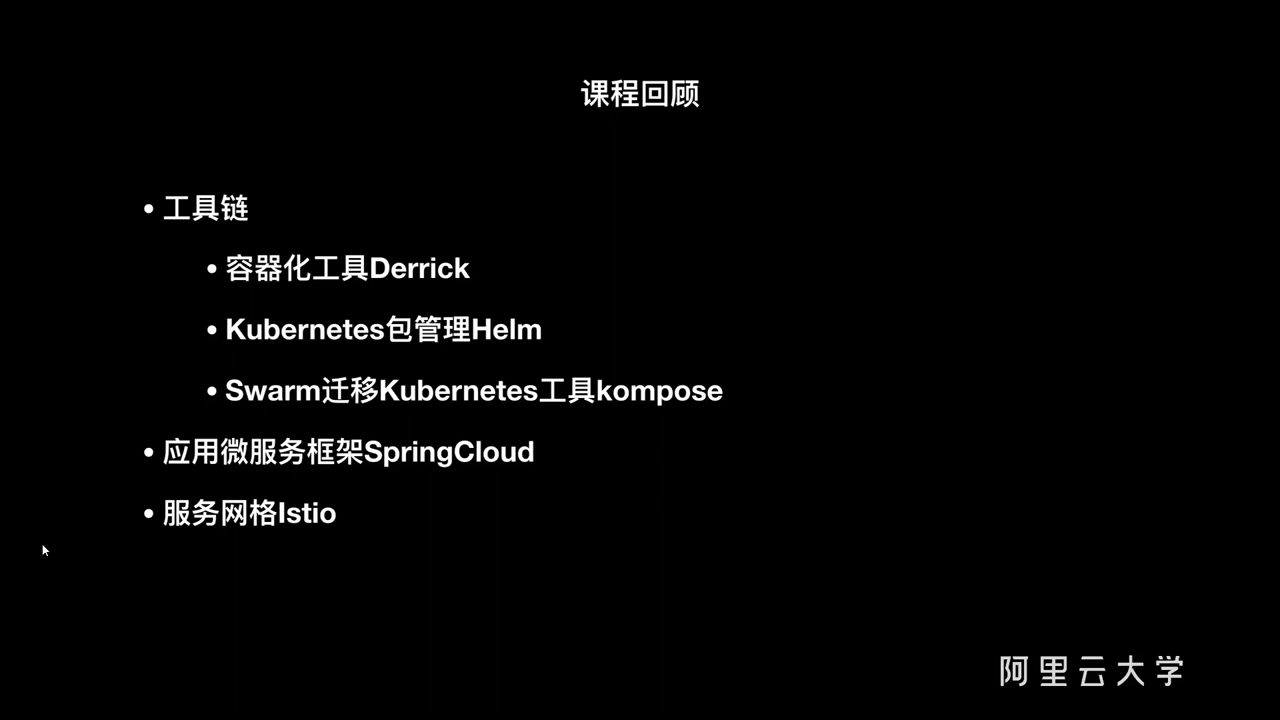 课程回顾
• 工具链
• 容器化工具Derrick
• Kubernetes包管理Helm
• Swarm迁移Kubernetes工具kompose
• 应用微服务框架SpringCloud
• 服务网格Istio
阿里云大学